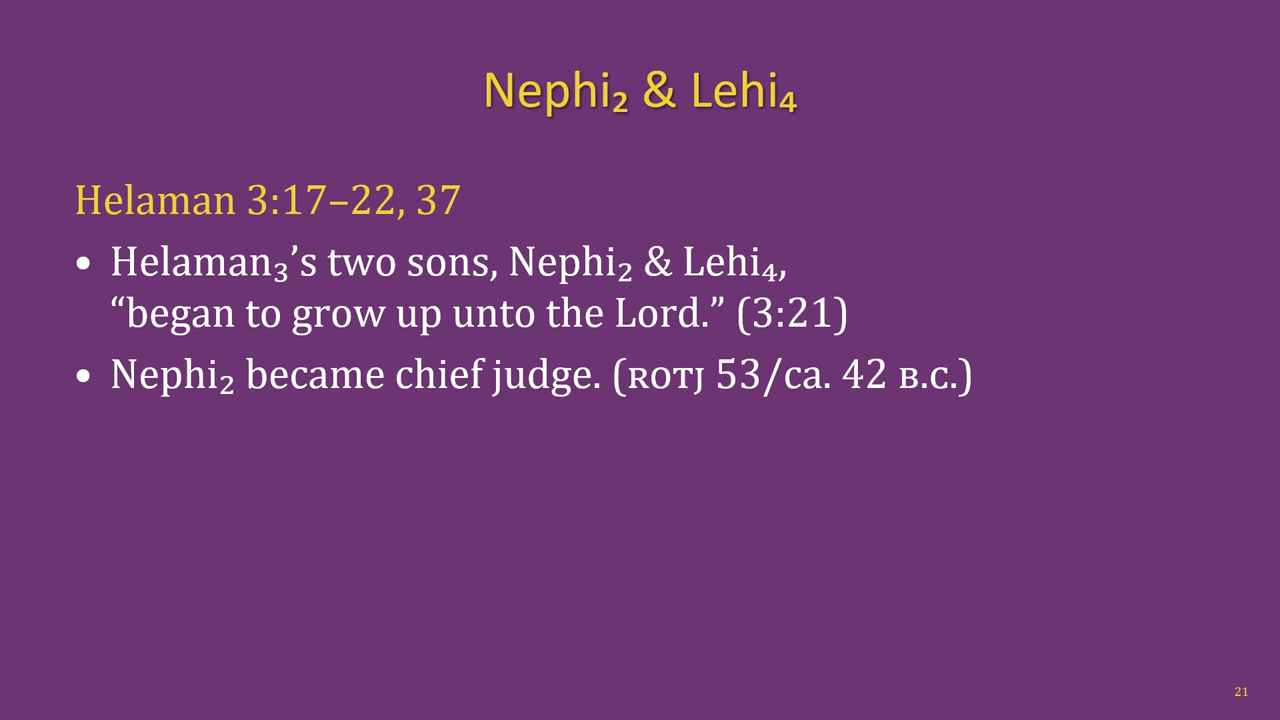 Nephi₂ & Lehi₄
Helaman 3:17–22, 37
• Helaman₃’s two sons, Nephi₂ & Lehi₄,
“began to grow up unto the Lord.” (3:21)
• Nephi₂ became chief judge. (ʀᴏᴛᴊ 53/ca. 42 ʙ.ᴄ.)
21